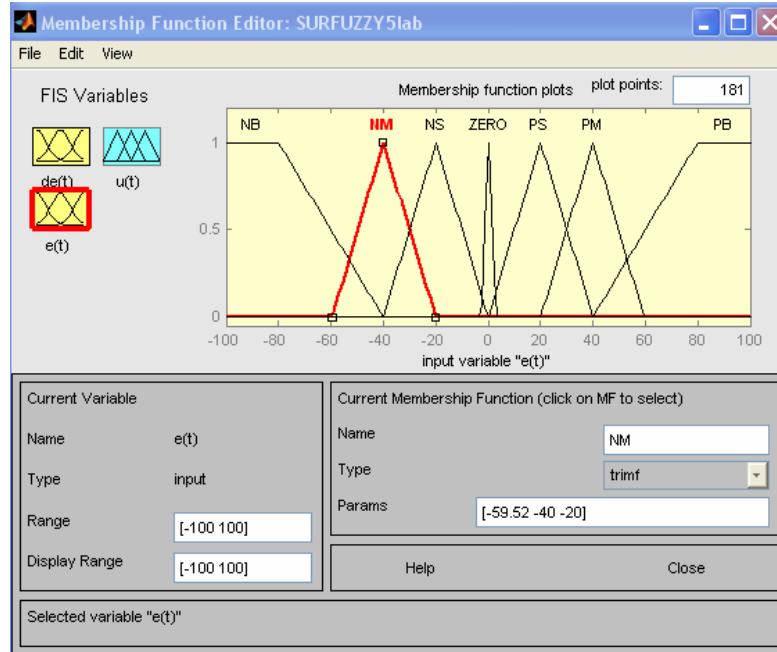 Membership Function Editor: SURFUZZY5lab
File Edit View
FIS Variables
de(t)
u(t)
e(t)
Membership function plots
plot points:
181
NB NM NS ZERO PS PM PB
1
0.5
0
-100 -80 -60 -40 -20 0 20 40 60 80 100
input variable "e(t)"
Current Variable
Name e(t)
Type input
Range [-100 100]
Display Range [-100 100]
Current Membership Function (click on MF to select)
Name NM
Type trimf
Params [-59.52 -40 -20]
Help Close
Selected variable "e(t)"